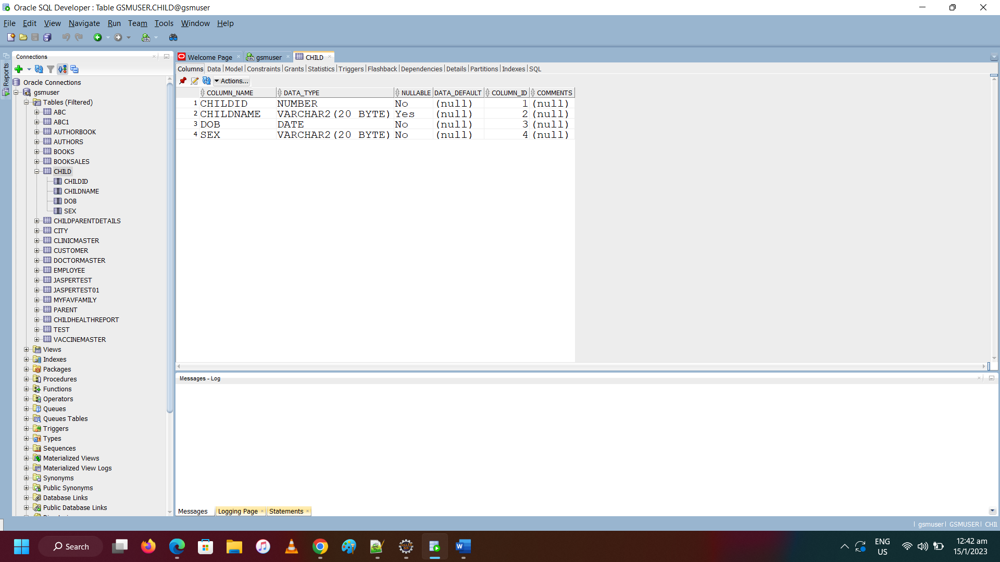 Oracle SQL Developer : Table GSMUSER.CHILD@gsmuser
File Edit View Navigate Run Team Tools Window Help
Reports
Connections
Oracle Connections
gsmuser
Tables (Filtered)
ABC
ABC1
AUTHORBOOK
AUTHORS
BOOKS
BOOKSALES
CHILD
CHILDID
CHILDNAME
DOB
SEX
CHILDPARENTDETAILS
CITY
CLINICMASTER
CUSTOMER
DOCTORMASTER
EMPLOYEE
JASPERTEST
JASPERTEST01
MYFAVFAMILY
PARENT
CHILDHEALTHREPORT
TEST
VACCINEMASTER
Views
Indexes
Packages
Procedures
Functions
Operators
Queues
Queues Tables
Triggers
Types
Sequences
Materialized Views
Materialized View Logs
Synonyms
Public Synonyms
Database Links
Public Database Links
Welcome Page gsmuser CHILD
Columns Data Model Constraints Grants Statistics Triggers Flashback Dependencies Details Partitions Indexes SQL
Actions...
COLUMN_NAME DATA_TYPE NULLABLE DATA_DEFAULT COLUMN_ID COMMENTS
1 CHILDID NUMBER No (null) 1 (null)
2 CHILDNAME VARCHAR2(20 BYTE) Yes (null) 2 (null)
3 DOB DATE No (null) 3 (null)
4 SEX VARCHAR2(20 BYTE) No (null) 4 (null)
Messages - Log
Messages Logging Page Statements
gsmuser GSMUSER CHIL
Search
ENG
US
12:42 am
15/1/2023